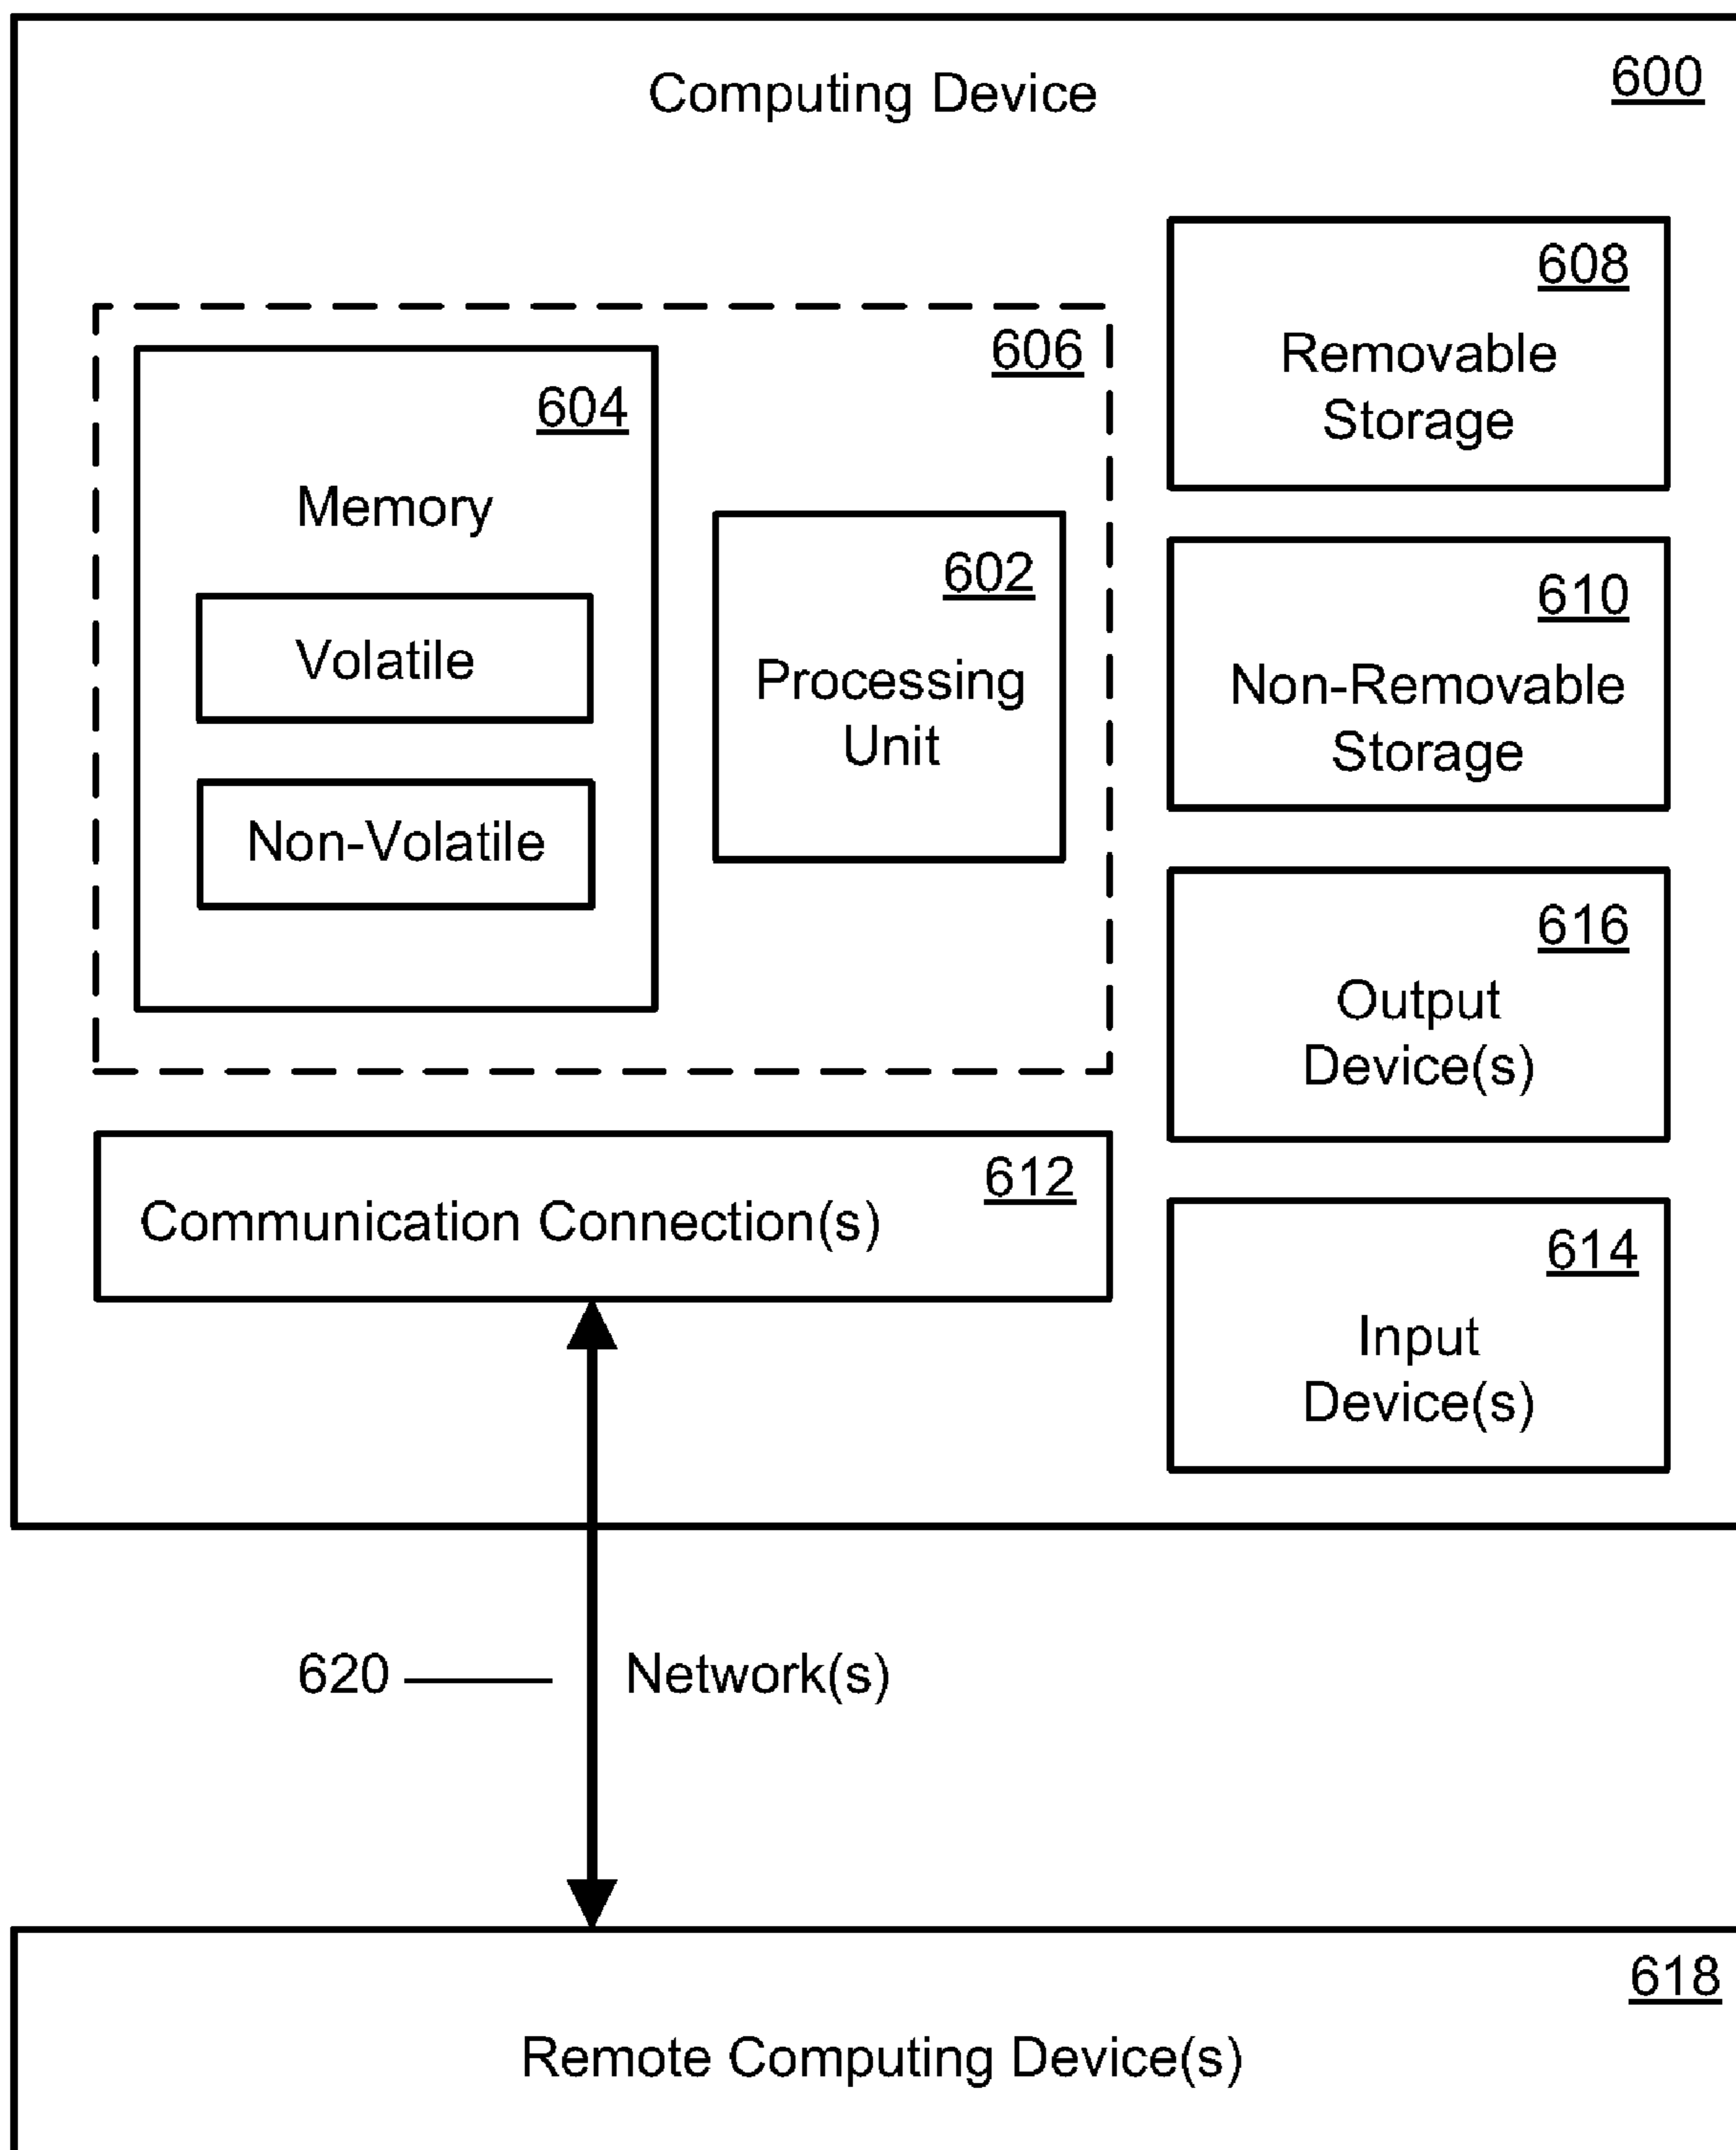 Computing Device
600
608
Removable
Storage
606
604
Memory
Volatile
Non-Volatile
602
Processing
Unit
610
Non-Removable
Storage
616
Output
Device(s)
612
Communication Connection(s)
614
Input
Device(s)
620
Network(s)
618
Remote Computing Device(s)